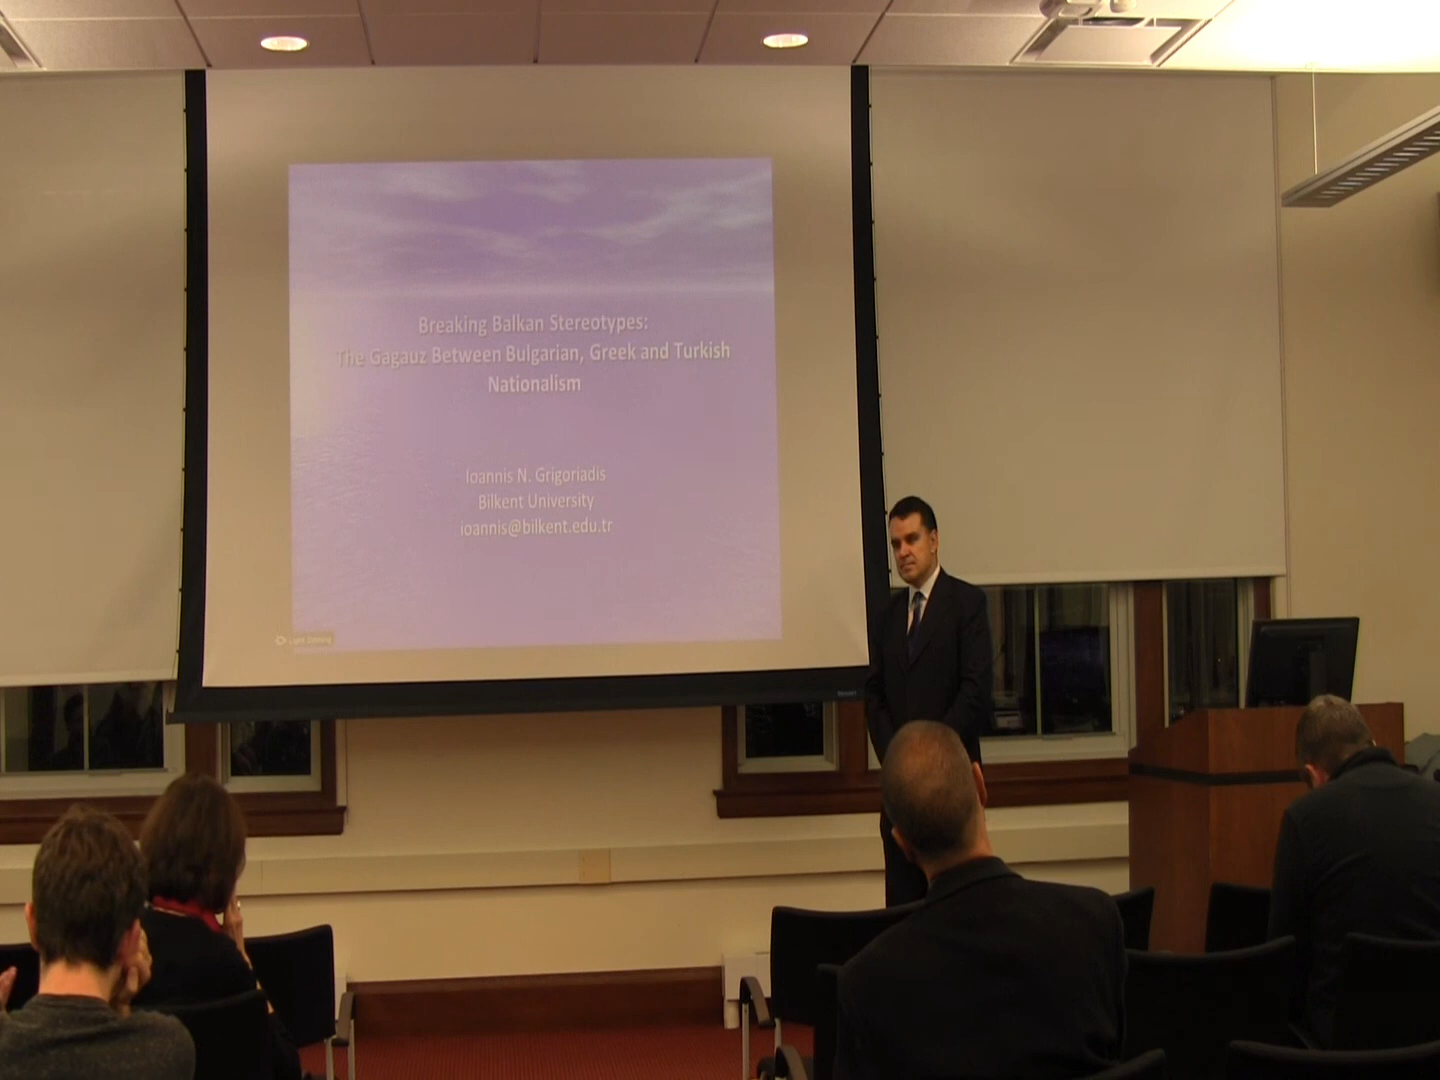 Breaking Balkan Stereotypes:
The Gagauz Between Bulgarian, Greek and Turkish
Nationalism
Ioannis N. Grigoriadis
Bilkent University
ioannis@bilkent.edu.tr